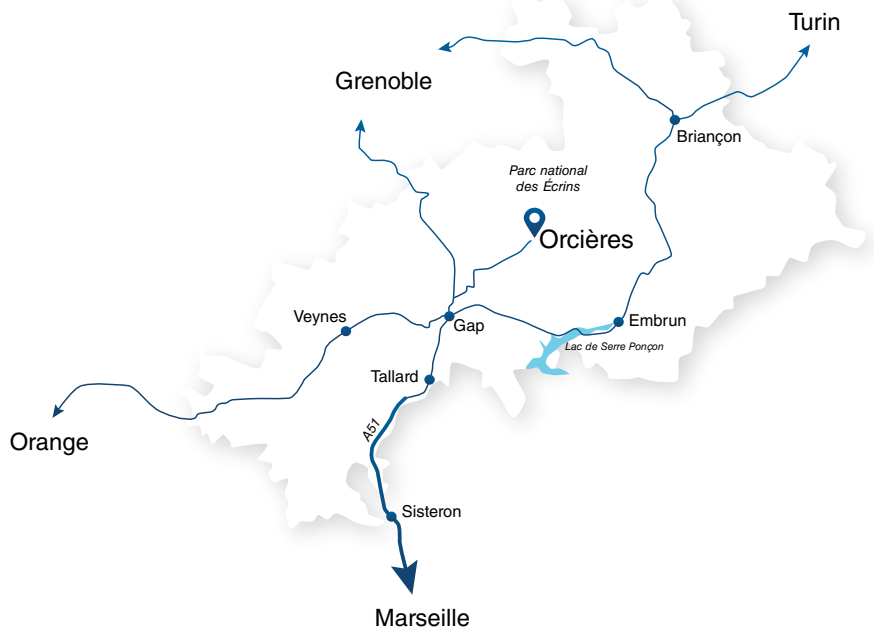 Turin
Grenoble
Briançon
Parc national
des Écrins
Orcières
Veynes
Gap
Embrun
Lac de Serre Ponçon
Tallard
A51
Orange
Sisteron
Marseille